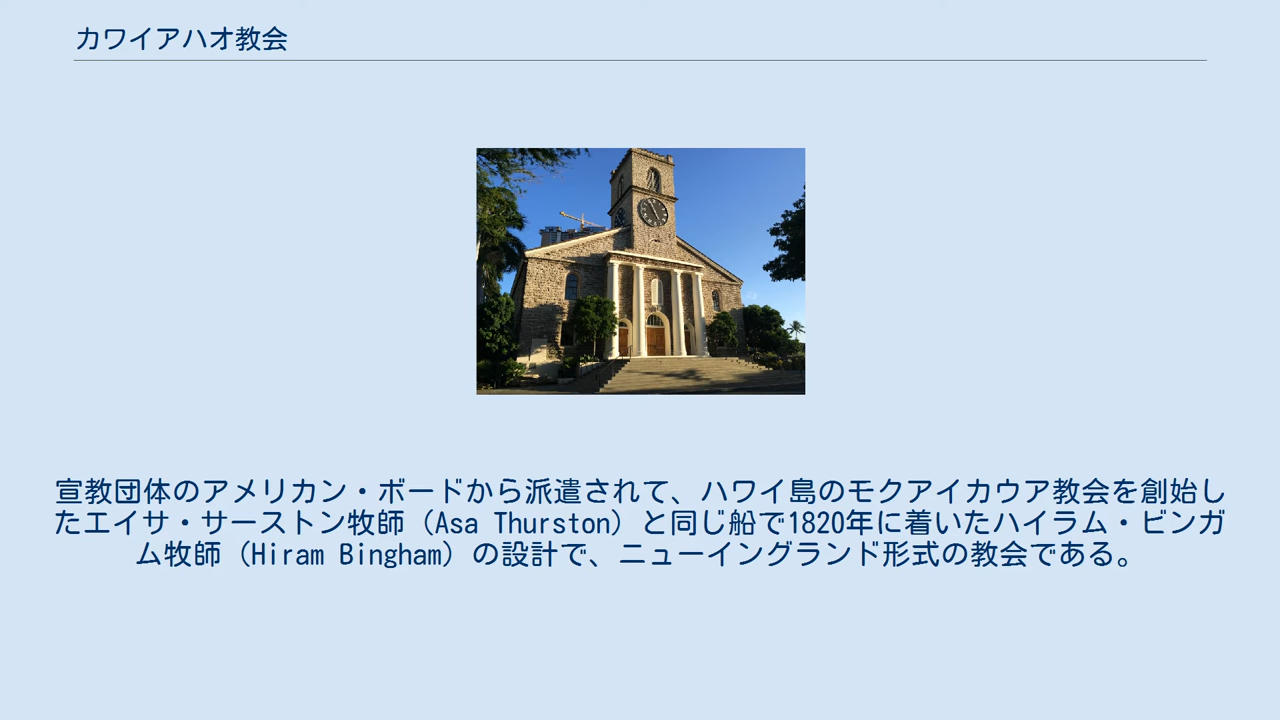 カワイアハオ教会
宣教団体のアメリカン・ボードから派遣されて、ハワイ島のモクアイカウア教会を創始し
たエイサ・サーストン牧師（Asa Thurston）と同じ船で1820年に着いたハイラム・ビンガ
ム牧師（Hiram Bingham）の設計で、ニューイングランド形式の教会である。